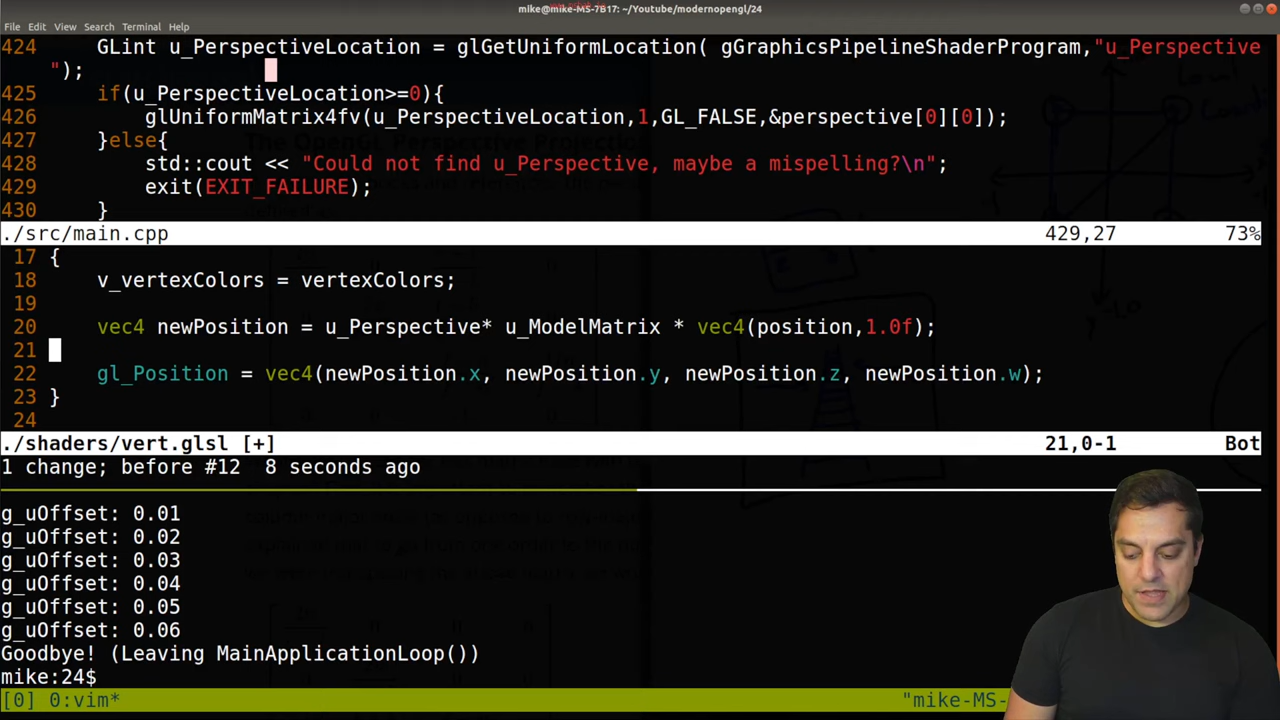 mike@mike-MS-7B17: ~/Youtube/modernopengl/24
File Edit View Search Terminal Help
424     GLint u_PerspectiveLocation = glGetUniformLocation( gGraphicsPipelineShaderProgram,"u_Perspective
");
425     if(u_PerspectiveLocation>=0){
426         glUniformMatrix4fv(u_PerspectiveLocation,1,GL_FALSE,&perspective[0][0]);
427     }else{
428         std::cout << "Could not find u_Perspective, maybe a mispelling?\n";
429         exit(EXIT_FAILURE);
430     }
./src/main.cpp 429,27 73%
17 {
18     v_vertexColors = vertexColors;
19
20     vec4 newPosition = u_Perspective* u_ModelMatrix * vec4(position,1.0f);
21
22     gl_Position = vec4(newPosition.x, newPosition.y, newPosition.z, newPosition.w);
23 }
24
./shaders/vert.glsl [+] 21,0-1 Bot
1 change; before #12  8 seconds ago
g_uOffset: 0.01
g_uOffset: 0.02
g_uOffset: 0.03
g_uOffset: 0.04
g_uOffset: 0.05
g_uOffset: 0.06
Goodbye! (Leaving MainApplicationLoop())
mike:24$
[0] 0:vim* "mike-MS-